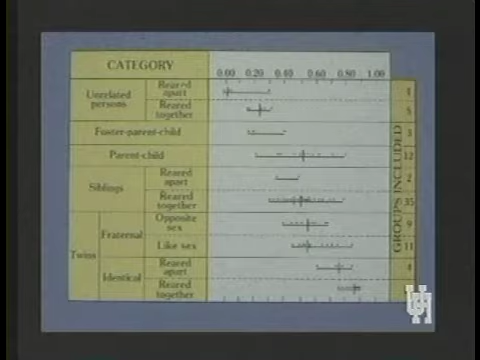 CATEGORY
0.00 0.20 0.40 0.60 0.80 1.00
Unrelated persons
Reared apart
4
Reared together
5
Foster-parent-child
3
Parent-child
12
Siblings
Reared apart
2
Reared together
35
Twins
Fraternal
Opposite sex
9
Like sex
11
Identical
Reared apart
4
Reared together
GROUPS INCLUDED
UH